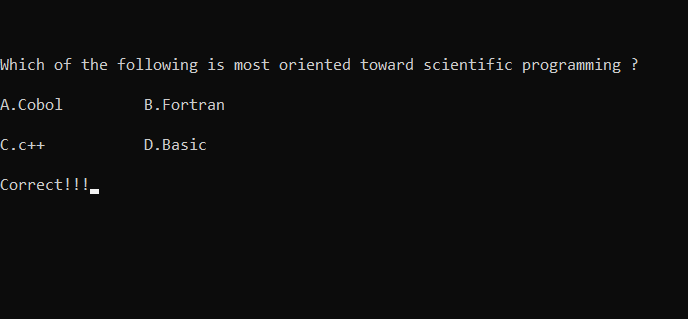 Which of the following is most oriented toward scientific programming ?
A.Cobol B.Fortran
C.c++ D.Basic
Correct!!!